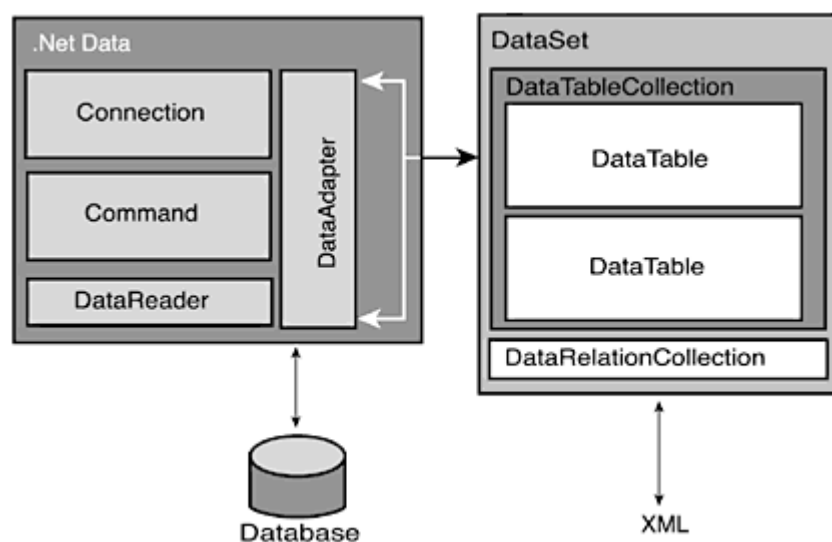 .Net Data
Connection
Command
DataReader
DataAdapter
Database
DataSet
DataTableCollection
DataTable
DataTable
DataRelationCollection
XML